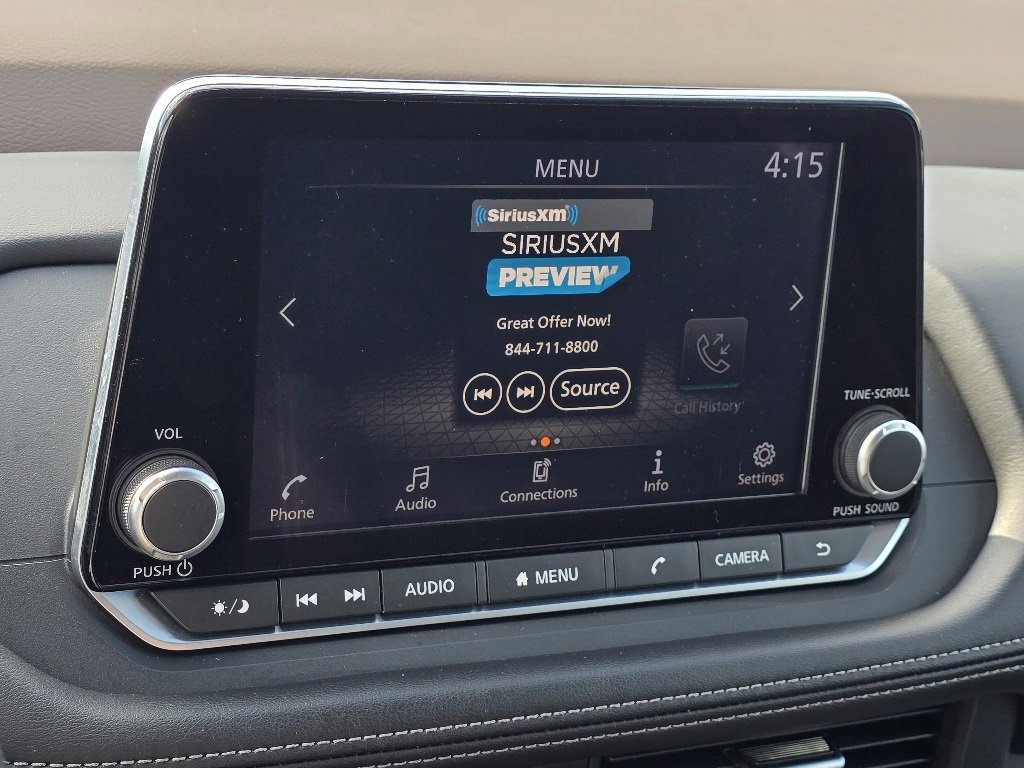 MENU
4:15
SiriusXM
SIRIUSXM
PREVIEW
Great Offer Now!
844-711-8800
Source
Call History
TUNE·SCROLL
VOL
Phone
Audio
Connections
Info
Settings
PUSH
PUSH SOUND
AUDIO
MENU
CAMERA